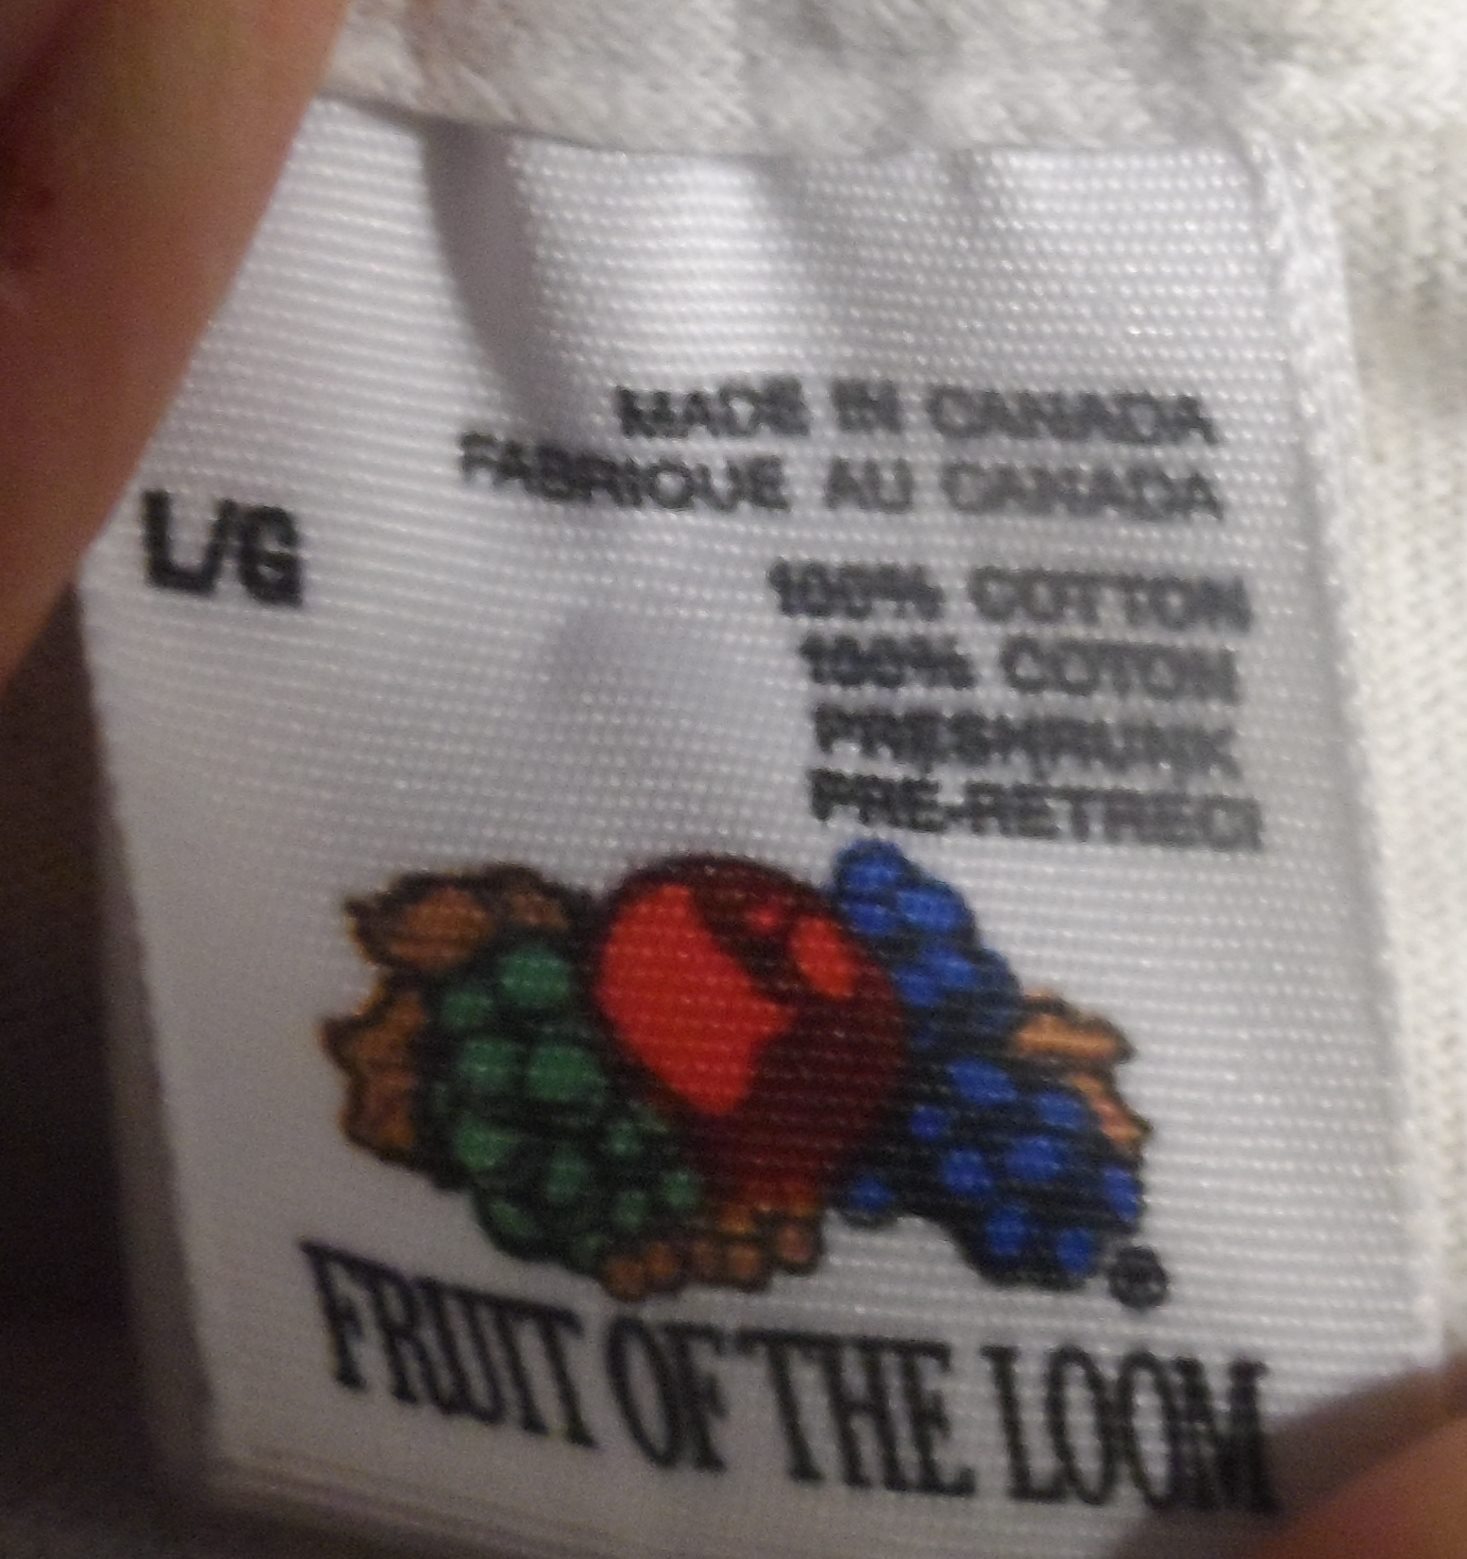 MADE IN CANADA
FABRIQUE AU CANADA
L/G
100% COTTON
100% COTON
PRESHRUNK
PRE-RETRECI
®
FRUIT OF THE LOOM